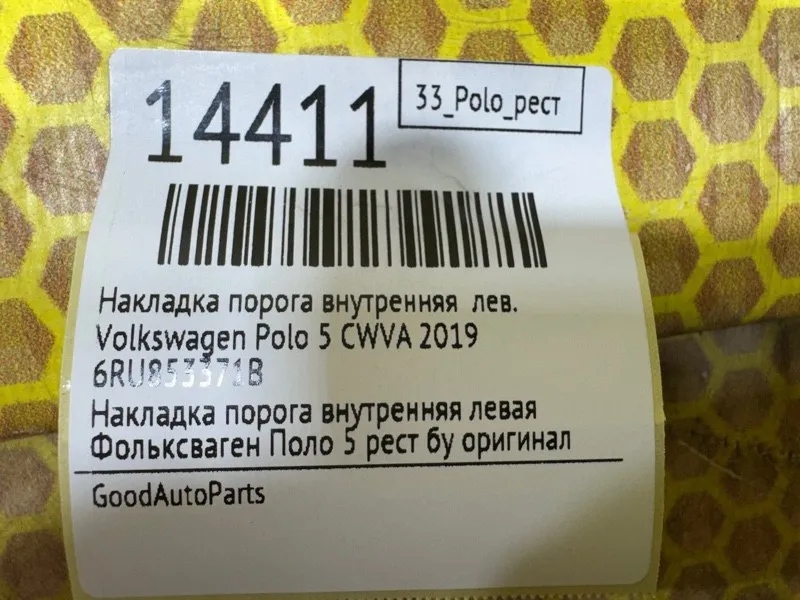 14411
33_Polo_рест
Накладка порога внутренняя лев.
Volkswagen Polo 5 CWVA 2019
6RU853371B
Накладка порога внутренняя левая
Фольксваген Поло 5 рест бу оригинал
GoodAutoParts